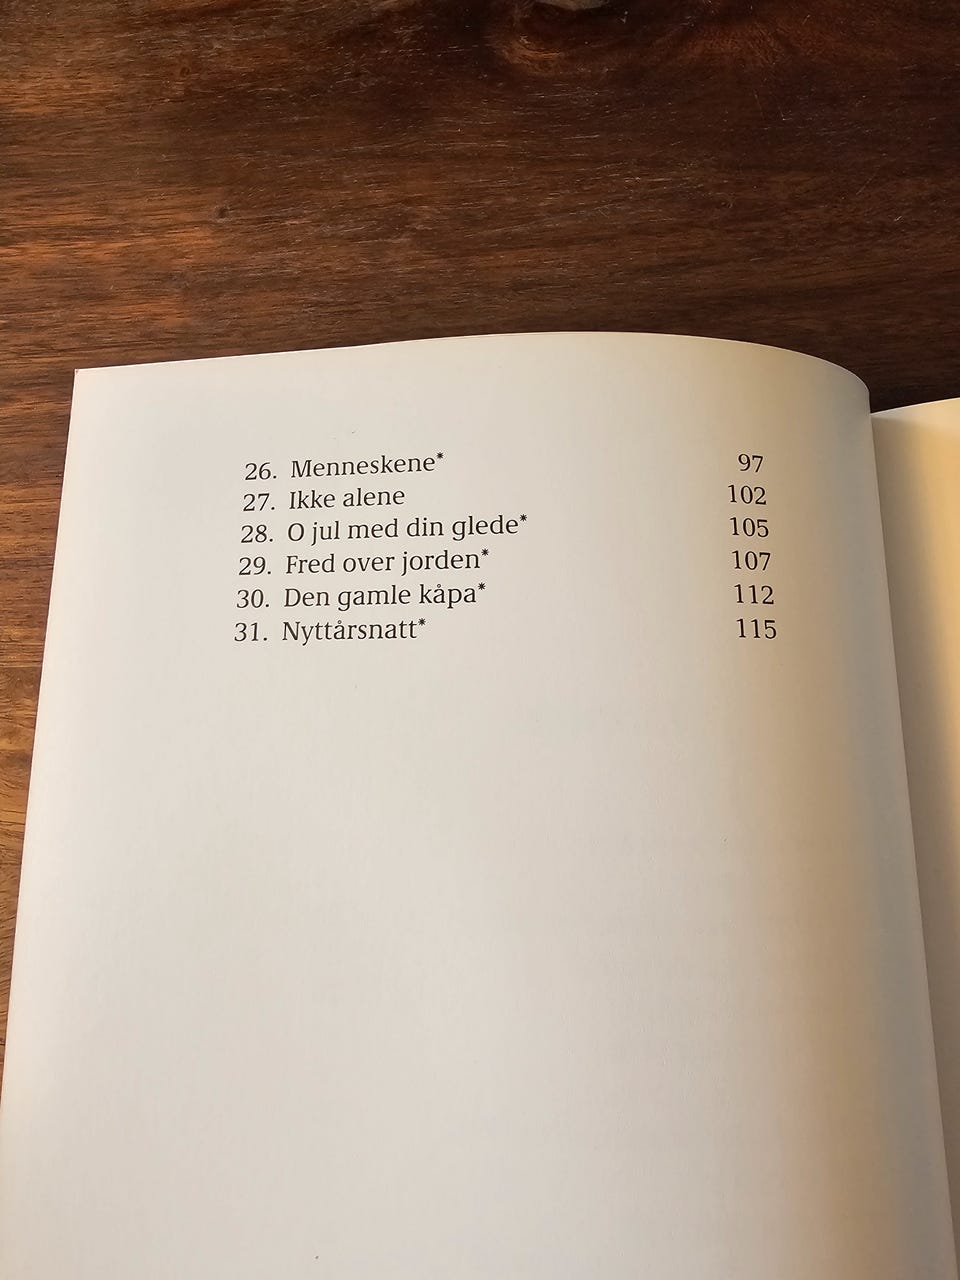 26. Menneskene* 97
27. Ikke alene 102
28. O jul med din glede* 105
29. Fred over jorden* 107
30. Den gamle kåpa* 112
31. Nyttårsnatt* 115